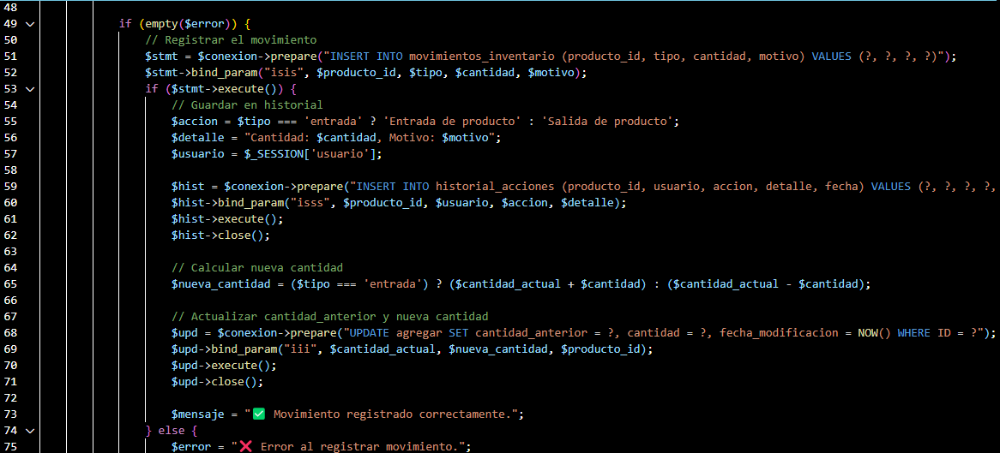 48
49 if (empty($error)) {
50 // Registrar el movimiento
51 $stmt = $conexion->prepare("INSERT INTO movimientos_inventario (producto_id, tipo, cantidad, motivo) VALUES (?, ?, ?, ?)");
52 $stmt->bind_param("isis", $producto_id, $tipo, $cantidad, $motivo);
53 if ($stmt->execute()) {
54 // Guardar en historial
55 $accion = $tipo === 'entrada' ? 'Entrada de producto' : 'Salida de producto';
56 $detalle = "Cantidad: $cantidad, Motivo: $motivo";
57 $usuario = $_SESSION['usuario'];
58
59 $hist = $conexion->prepare("INSERT INTO historial_acciones (producto_id, usuario, accion, detalle, fecha) VALUES (?, ?, ?, ?,
60 $hist->bind_param("isss", $producto_id, $usuario, $accion, $detalle);
61 $hist->execute();
62 $hist->close();
63
64 // Calcular nueva cantidad
65 $nueva_cantidad = ($tipo === 'entrada') ? ($cantidad_actual + $cantidad) : ($cantidad_actual - $cantidad);
66
67 // Actualizar cantidad_anterior y nueva cantidad
68 $upd = $conexion->prepare("UPDATE agregar SET cantidad_anterior = ?, cantidad = ?, fecha_modificacion = NOW() WHERE ID = ?");
69 $upd->bind_param("iii", $cantidad_actual, $nueva_cantidad, $producto_id);
70 $upd->execute();
71 $upd->close();
72
73 $mensaje = "✅ Movimiento registrado correctamente.";
74 } else {
75 $error = "❌ Error al registrar movimiento.";